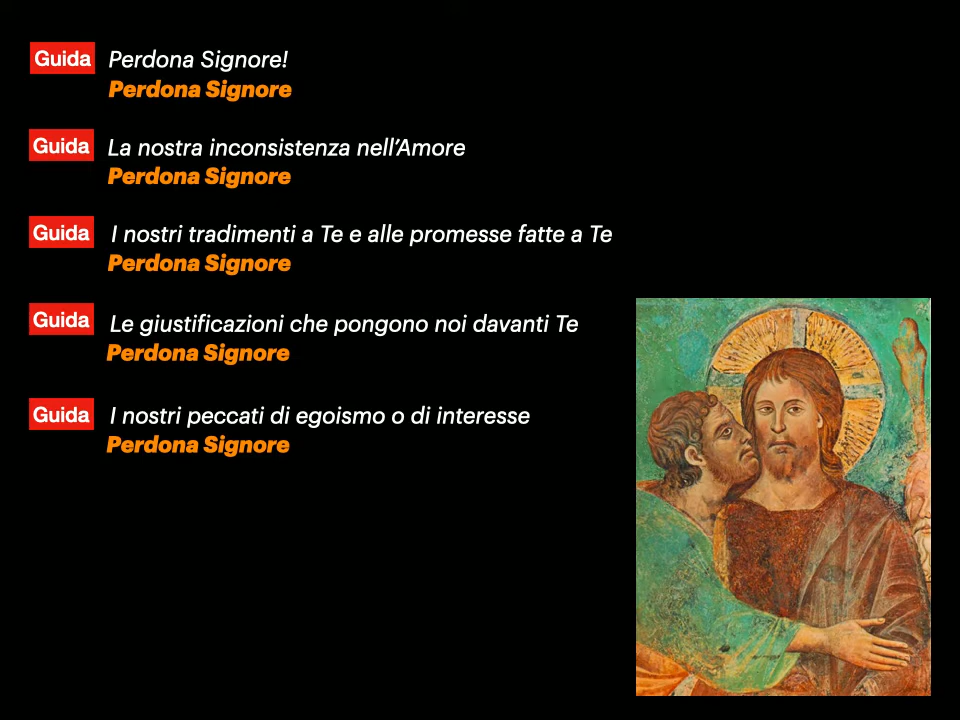 Guida Perdona Signore!
Perdona Signore
Guida La nostra inconsistenza nell’Amore
Perdona Signore
Guida I nostri tradimenti a Te e alle promesse fatte a Te
Perdona Signore
Guida Le giustificazioni che pongono noi davanti Te
Perdona Signore
Guida I nostri peccati di egoismo o di interesse
Perdona Signore